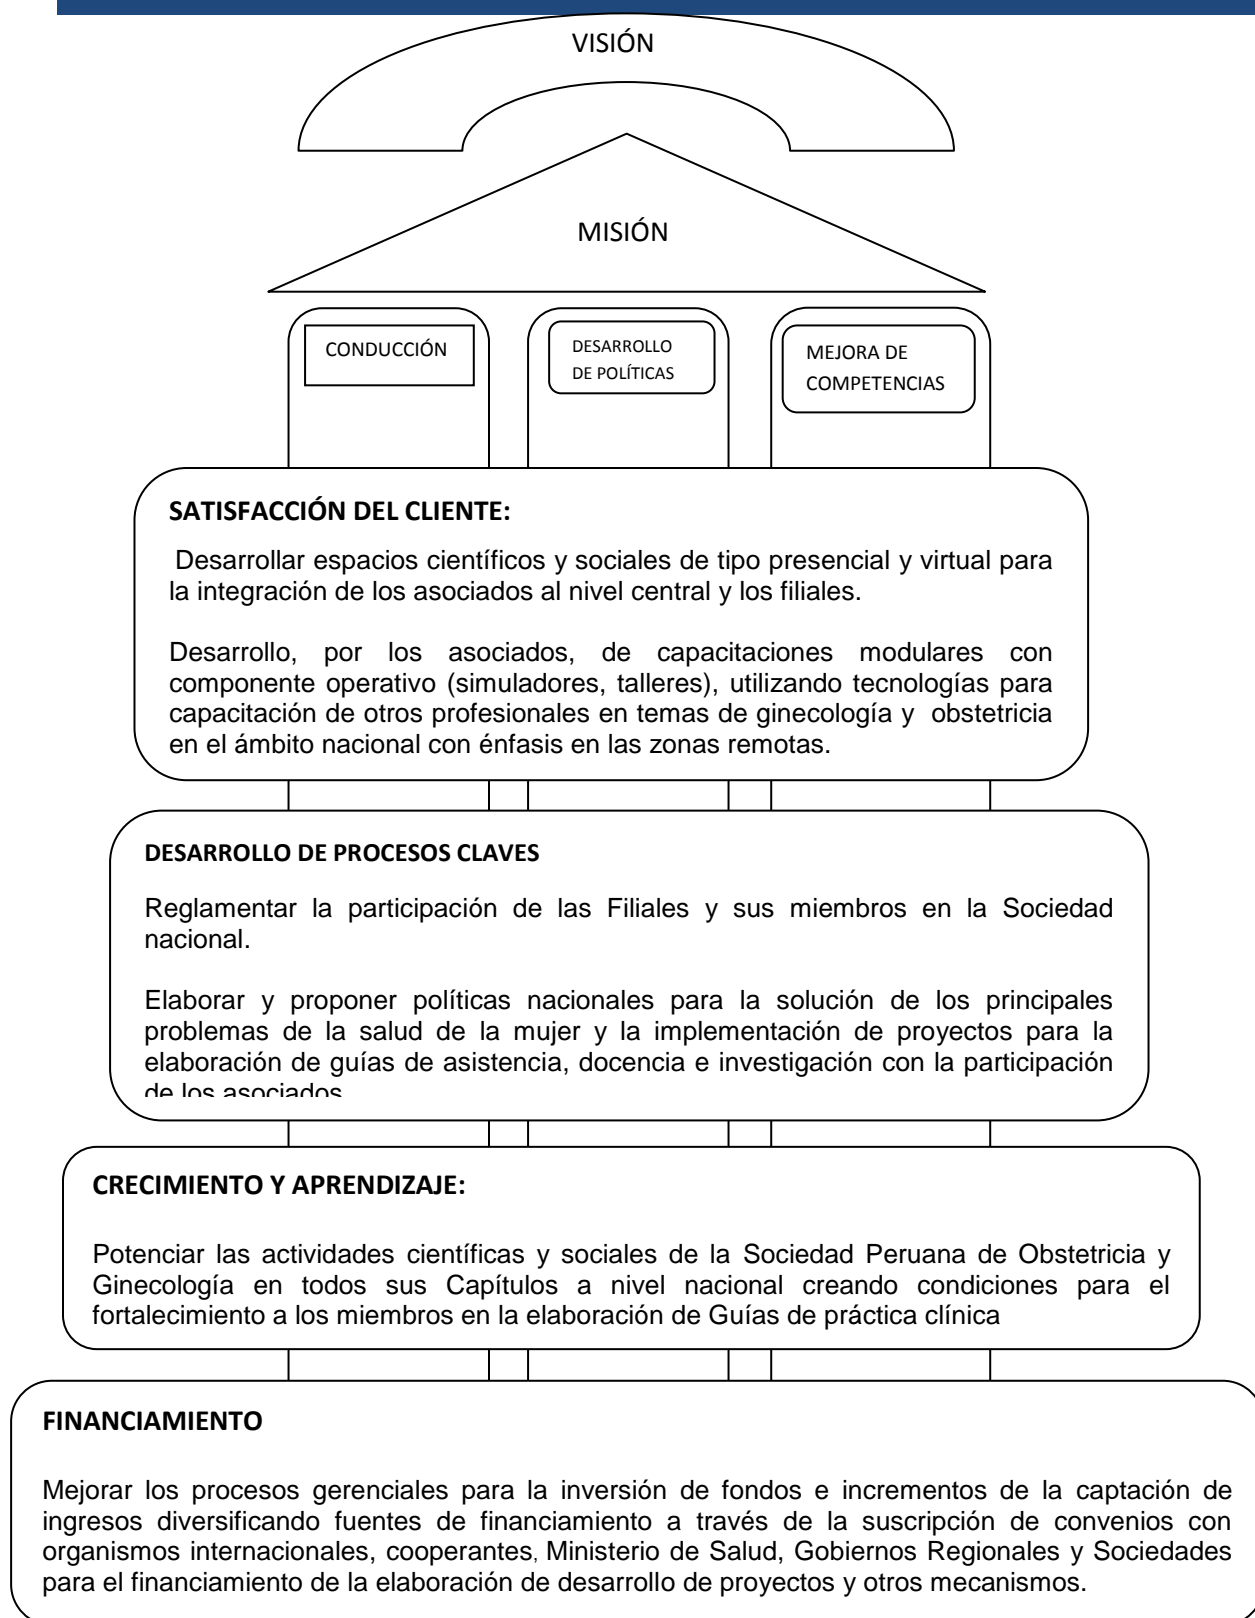 VISIÓN
MISIÓN
CONDUCCIÓN
DESARROLLO
DE POLÍTICAS
MEJORA DE
COMPETENCIAS
SATISFACCIÓN DEL CLIENTE:
Desarrollar espacios científicos y sociales de tipo presencial y virtual para
la integración de los asociados al nivel central y los filiales.
Desarrollo, por los asociados, de capacitaciones modulares con
componente operativo (simuladores, talleres), utilizando tecnologías para
capacitación de otros profesionales en temas de ginecología y obstetricia
en el ámbito nacional con énfasis en las zonas remotas.
DESARROLLO DE PROCESOS CLAVES
Reglamentar la participación de las Filiales y sus miembros en la Sociedad
nacional.
Elaborar y proponer políticas nacionales para la solución de los principales
problemas de la salud de la mujer y la implementación de proyectos para la
elaboración de guías de asistencia, docencia e investigación con la participación
de los asociados
CRECIMIENTO Y APRENDIZAJE:
Potenciar las actividades científicas y sociales de la Sociedad Peruana de Obstetricia y
Ginecología en todos sus Capítulos a nivel nacional creando condiciones para el
fortalecimiento a los miembros en la elaboración de Guías de práctica clínica
FINANCIAMIENTO
Mejorar los procesos gerenciales para la inversión de fondos e incrementos de la captación de
ingresos diversificando fuentes de financiamiento a través de la suscripción de convenios con
organismos internacionales, cooperantes, Ministerio de Salud, Gobiernos Regionales y Sociedades
para el financiamiento de la elaboración de desarrollo de proyectos y otros mecanismos.